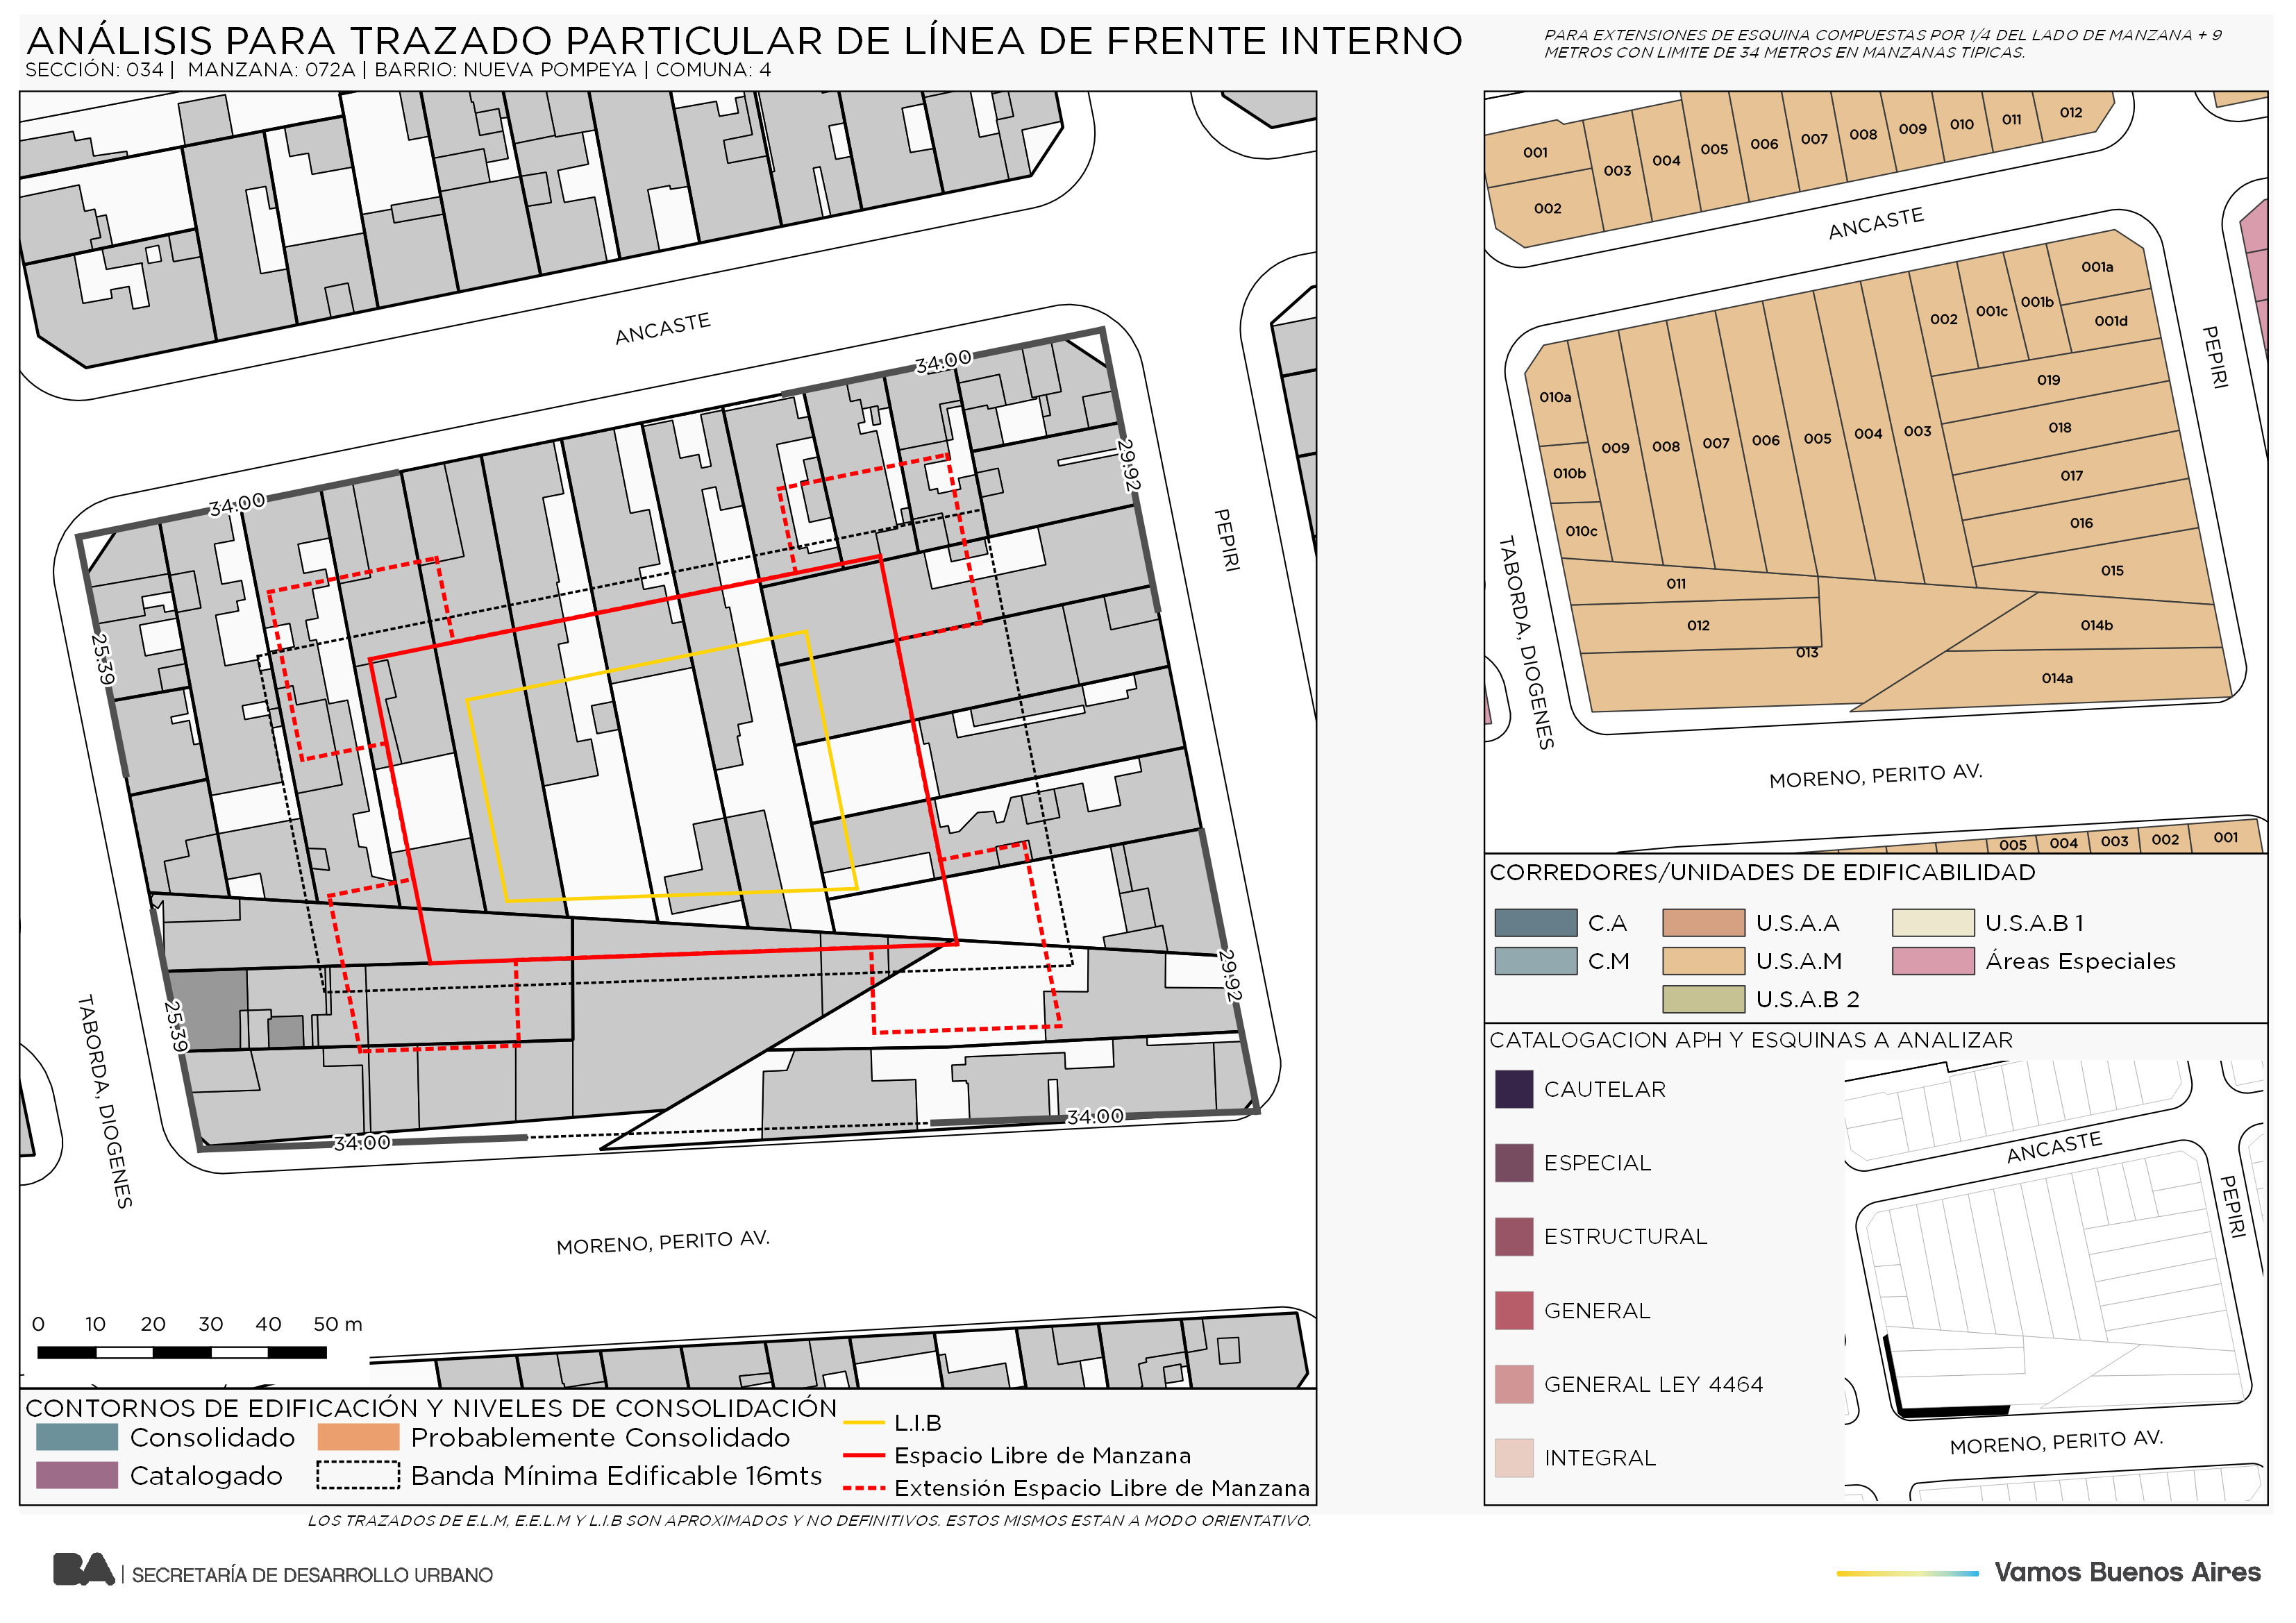 ANÁLISIS PARA TRAZADO PARTICULAR DE LÍNEA DE FRENTE INTERNO
SECCIÓN: 034 | MANZANA: 072A | BARRIO: NUEVA POMPEYA | COMUNA: 4
PARA EXTENSIONES DE ESQUINA COMPUESTAS POR 1/4 DEL LADO DE MANZANA + 9
METROS CON LIMITE DE 34 METROS EN MANZANAS TIPICAS.
ANCASTE
34.00
34.00
29.92
PEPIRI
25.39
29.92
25.39
TABORDA, DIOGENES
34.00
34.00
MORENO, PERITO AV.
0 10 20 30 40 50 m
CONTORNOS DE EDIFICACIÓN Y NIVELES DE CONSOLIDACIÓN
Consolidado
Probablemente Consolidado
Catalogado
Banda Mínima Edificable 16mts
L.I.B
Espacio Libre de Manzana
Extensión Espacio Libre de Manzana
LOS TRAZADOS DE E.L.M, E.E.L.M Y L.I.B SON APROXIMADOS Y NO DEFINITIVOS. ESTOS MISMOS ESTAN A MODO ORIENTATIVO.
001
002
003
004
005
006
007
008
009
010
011
012
ANCASTE
001a
001b
001c
002
001d
019
018
017
016
015
014b
014a
003
004
005
006
007
008
009
010a
010b
010c
011
012
013
PEPIRI
TABORDA, DIOGENES
MORENO, PERITO AV.
005
004
003
002
001
CORREDORES/UNIDADES DE EDIFICABILIDAD
C.A
U.S.A.A
U.S.A.B 1
C.M
U.S.A.M
Áreas Especiales
U.S.A.B 2
CATALOGACION APH Y ESQUINAS A ANALIZAR
CAUTELAR
ESPECIAL
ESTRUCTURAL
GENERAL
GENERAL LEY 4464
INTEGRAL
ANCASTE
PEPIRI
MORENO, PERITO AV.
BA | SECRETARÍA DE DESARROLLO URBANO
Vamos Buenos Aires